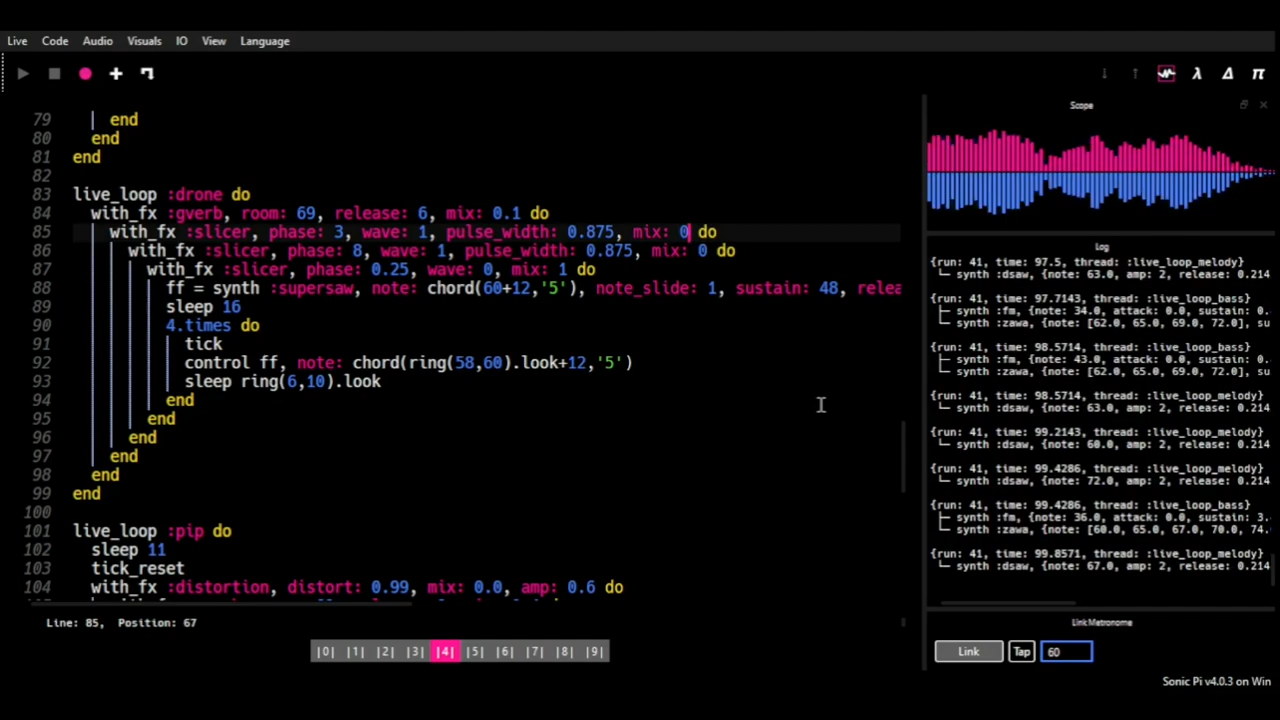 Live Code Audio Visuals IO View Language
79 end
80 end
81 end
82
83 live_loop :drone do
84 with_fx :gverb, room: 69, release: 6, mix: 0.1 do
85 with_fx :slicer, phase: 3, wave: 1, pulse_width: 0.875, mix: 0 do
86 with_fx :slicer, phase: 8, wave: 1, pulse_width: 0.875, mix: 0 do
87 with_fx :slicer, phase: 0.25, wave: 0, mix: 1 do
88 ff = synth :supersaw, note: chord(60+12,'5'), note_slide: 1, sustain: 48, relea
89 sleep 16
90 4.times do
91 tick
92 control ff, note: chord(ring(58,60).look+12,'5')
93 sleep ring(6,10).look
94 end
95 end
96 end
97 end
98 end
99 end
100
101 live_loop :pip do
102 sleep 11
103 tick_reset
104 with_fx :distortion, distort: 0.99, mix: 0.0, amp: 0.6 do
Line: 85, Position: 67
|0| |1| |2| |3| |4| |5| |6| |7| |8| |9|
Scope
Log
{run: 41, time: 97.5, thread: :live_loop_melody}
└─ synth :dsaw, {note: 63.0, amp: 2, release: 0.214
{run: 41, time: 97.7143, thread: :live_loop_bass}
├─ synth :fm, {note: 34.0, attack: 0.0, sustain: 0.
└─ synth :zawa, {note: [62.0, 65.0, 69.0, 72.0], su
{run: 41, time: 98.5714, thread: :live_loop_bass}
├─ synth :fm, {note: 43.0, attack: 0.0, sustain: 0.
└─ synth :zawa, {note: [62.0, 65.0, 69.0, 72.0], su
{run: 41, time: 98.5714, thread: :live_loop_melody}
└─ synth :dsaw, {note: 63.0, amp: 2, release: 0.214
{run: 41, time: 99.2143, thread: :live_loop_melody}
└─ synth :dsaw, {note: 60.0, amp: 2, release: 0.214
{run: 41, time: 99.4286, thread: :live_loop_melody}
└─ synth :dsaw, {note: 72.0, amp: 2, release: 0.214
{run: 41, time: 99.4286, thread: :live_loop_bass}
├─ synth :fm, {note: 36.0, attack: 0.0, sustain: 3.
└─ synth :zawa, {note: [60.0, 65.0, 67.0, 70.0, 74.
{run: 41, time: 99.8571, thread: :live_loop_melody}
└─ synth :dsaw, {note: 67.0, amp: 2, release: 0.214
Link Metronome
Link Tap 60
Sonic Pi v4.0.3 on Win